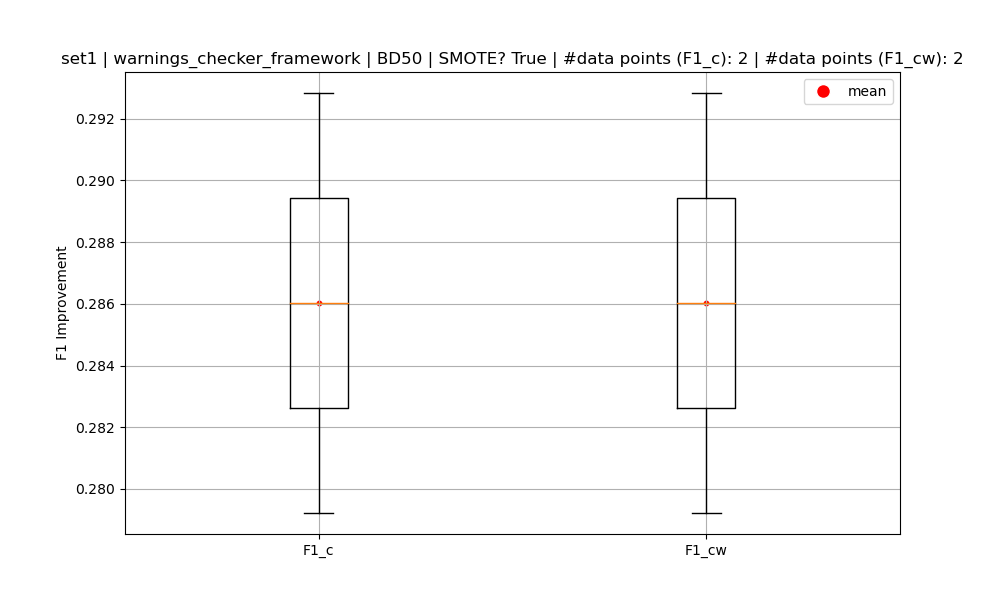 set1 | warnings_checker_framework | BD50 | SMOTE? True | #data points (F1_c): 2 | #data points (F1_cw): 2
mean
0.292
0.290
0.288
0.286
0.284
0.282
0.280
F1 Improvement
F1_c
F1_cw